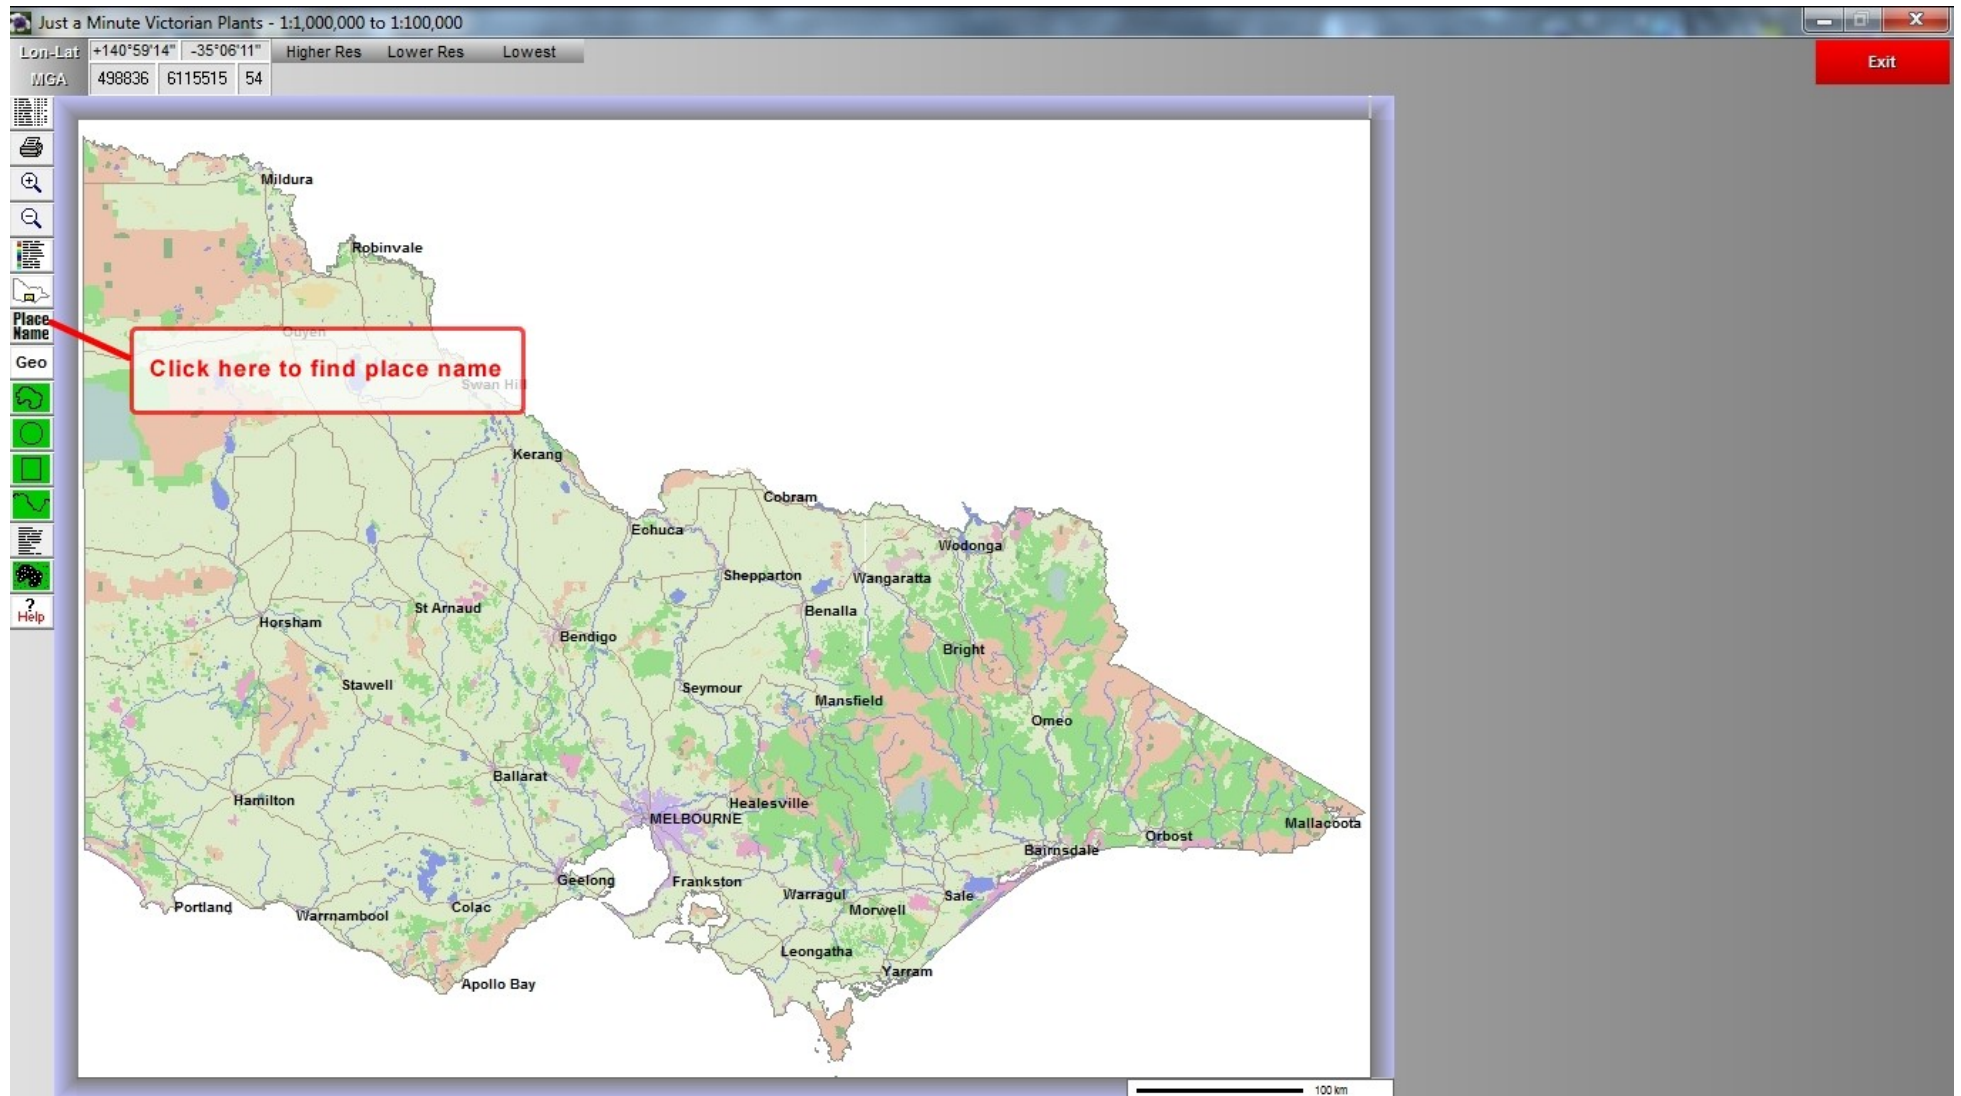 Just a Minute Victorian Plants - 1:1,000,000 to 1:100,000
Lon-Lat +140°59'14" -35°06'11" Higher Res Lower Res Lowest
Exit
MGA 498836 6115515 54
Mildura
Robinvale
Place
Name
Ouyen
Geo
Click here to find place name
Swan Hill
Kerang
Cobram
Echuca
Wodonga
Shepparton
Wangaratta
St Arnaud
Benalla
? Help
Horsham
Bendigo
Bright
Stawell
Seymour
Mansfield
Omeo
Ballarat
Hamilton
Healesville
MELBOURNE
Mallacoota
Orbost
Bairnsdale
Geelong
Frankston
Warragul
Sale
Portland
Warrnambool
Colac
Morwell
Leongatha
Yarram
Apollo Bay
100 km